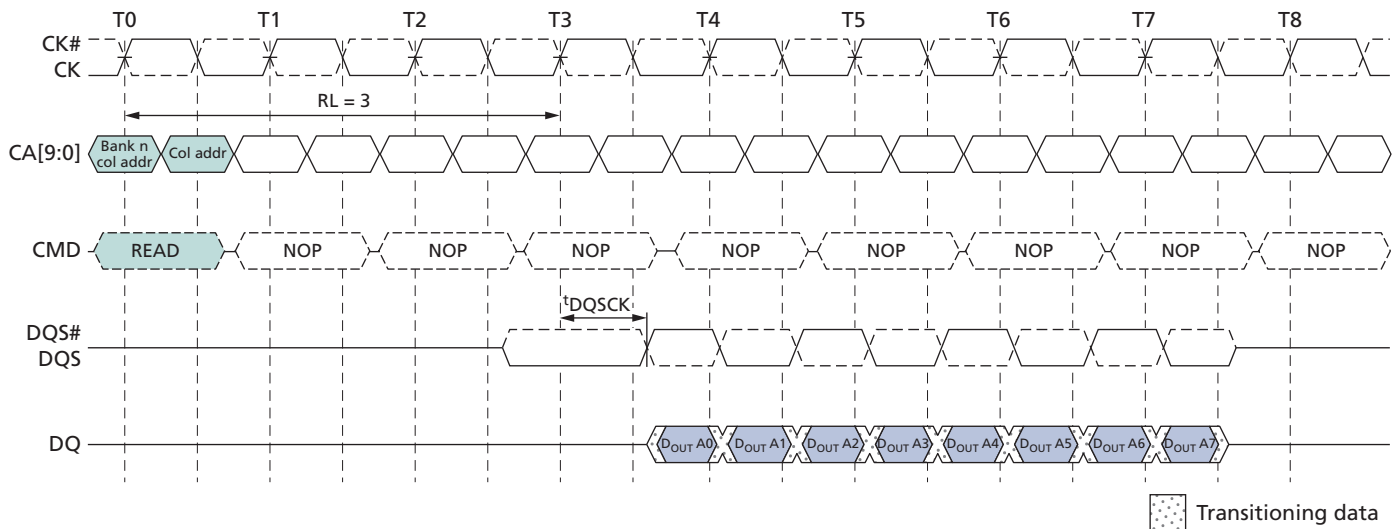 T0 T1 T2 T3 T4 T5 T6 T7 T8
CK#
CK
RL = 3
CA[9:0]
Bank n
col addr
Col addr
CMD
READ NOP NOP NOP NOP NOP NOP NOP NOP
tDQSCK
DQS#
DQS
DQ
DOUT A0 DOUT A1 DOUT A2 DOUT A3 DOUT A4 DOUT A5 DOUT A6 DOUT A7
Transitioning data